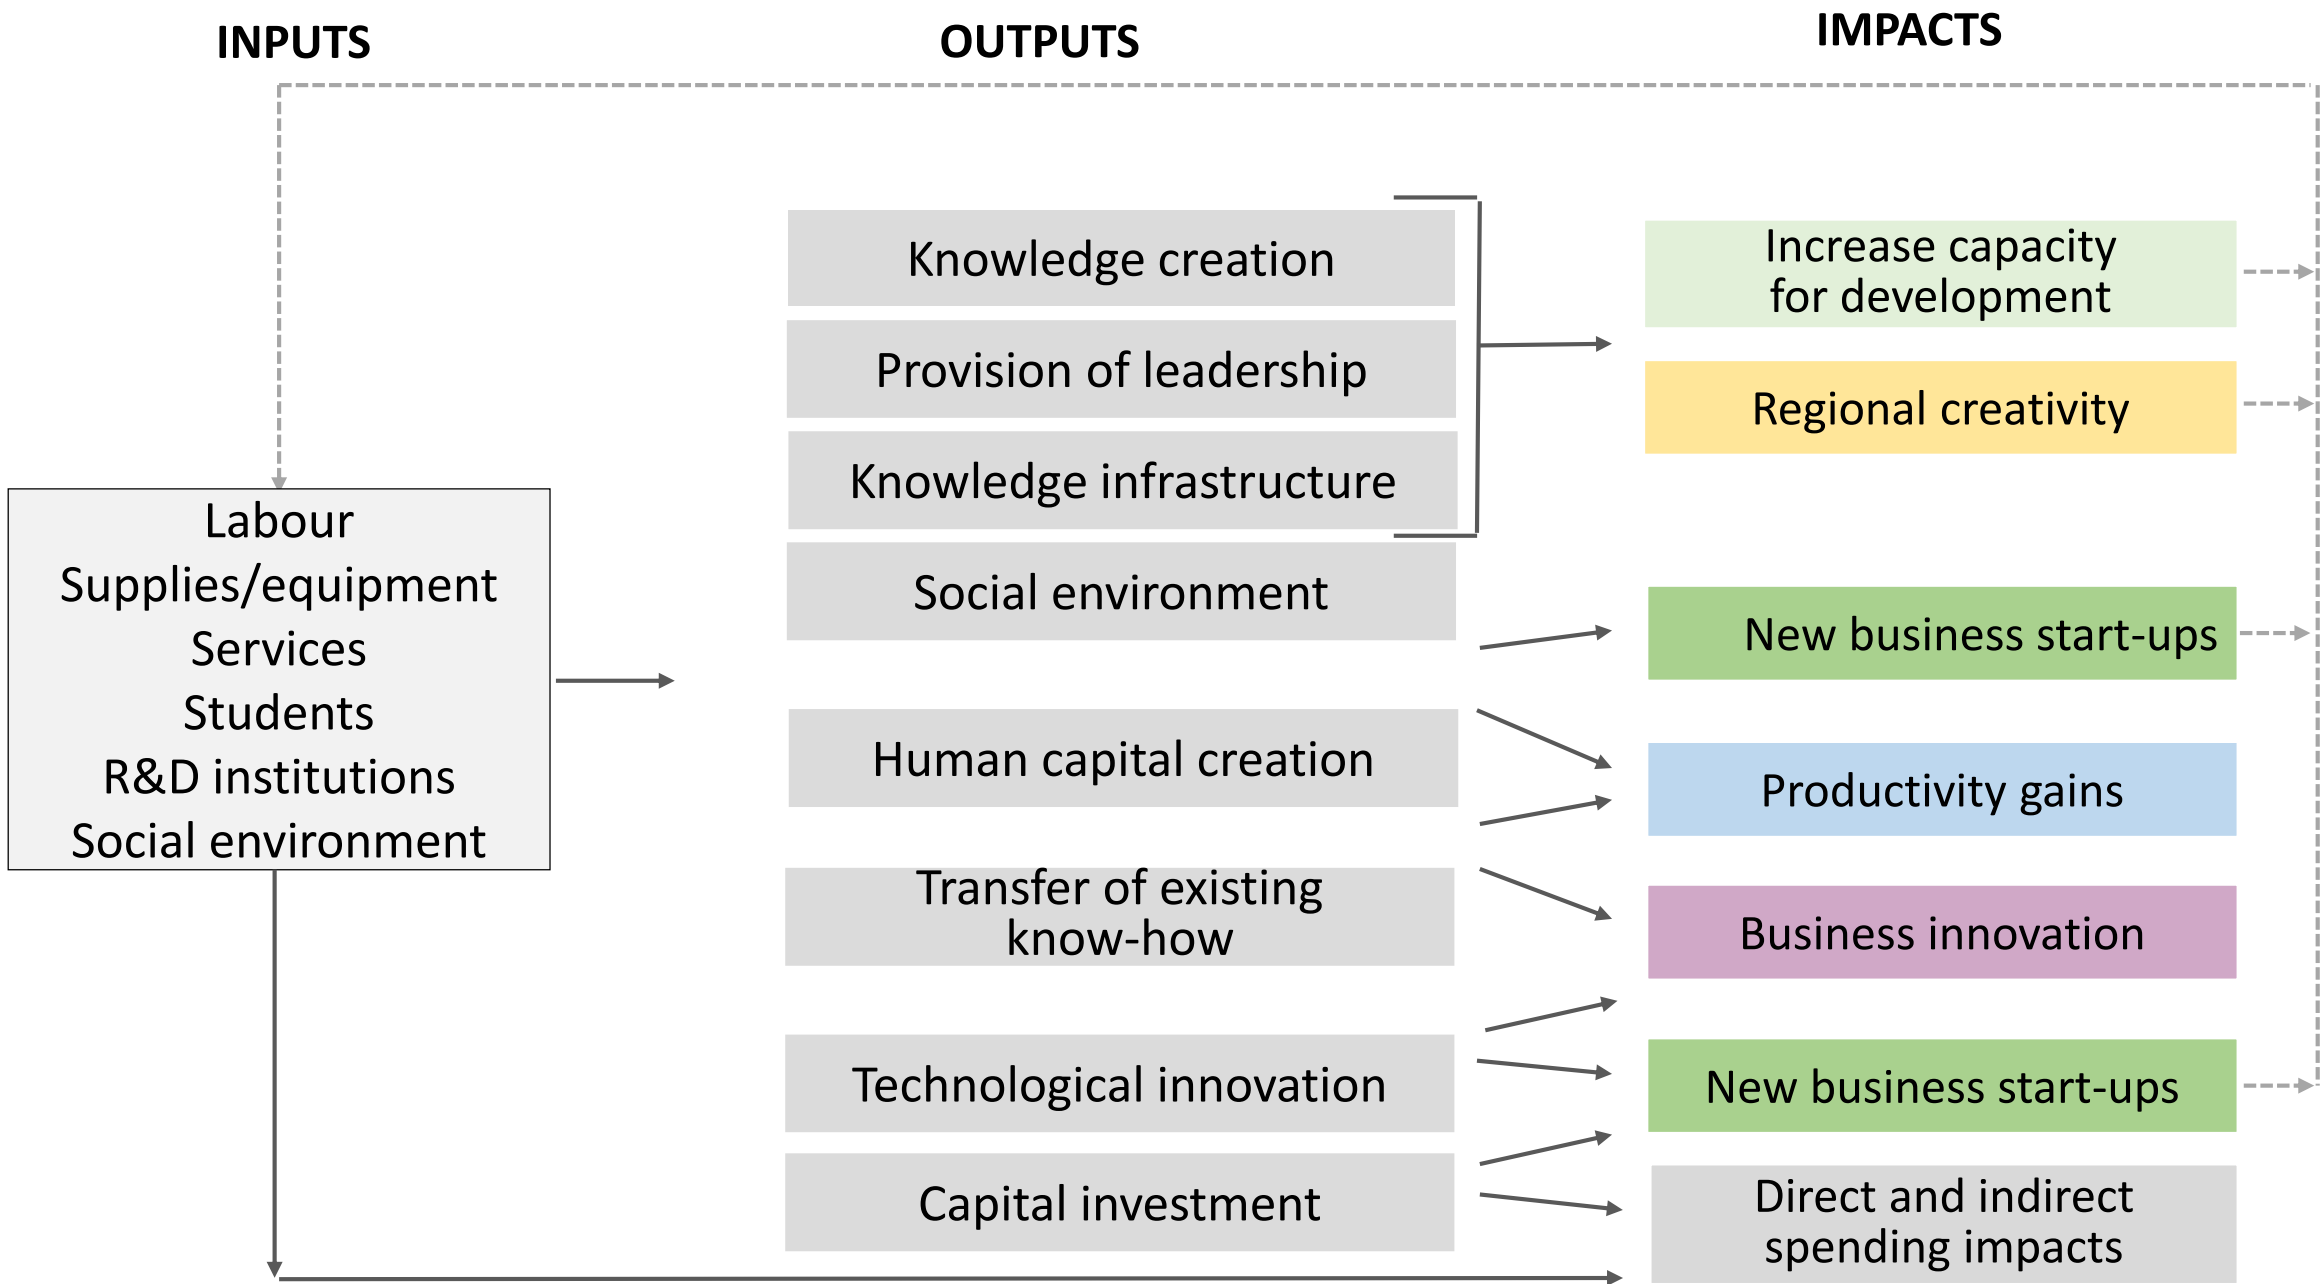 INPUTS
OUTPUTS
IMPACTS
Labour
Supplies/equipment
Services
Students
R&D institutions
Social environment
Knowledge creation
Provision of leadership
Knowledge infrastructure
Social environment
Human capital creation
Transfer of existing
know-how
Technological innovation
Capital investment
Increase capacity
for development
Regional creativity
New business start-ups
Productivity gains
Business innovation
New business start-ups
Direct and indirect
spending impacts